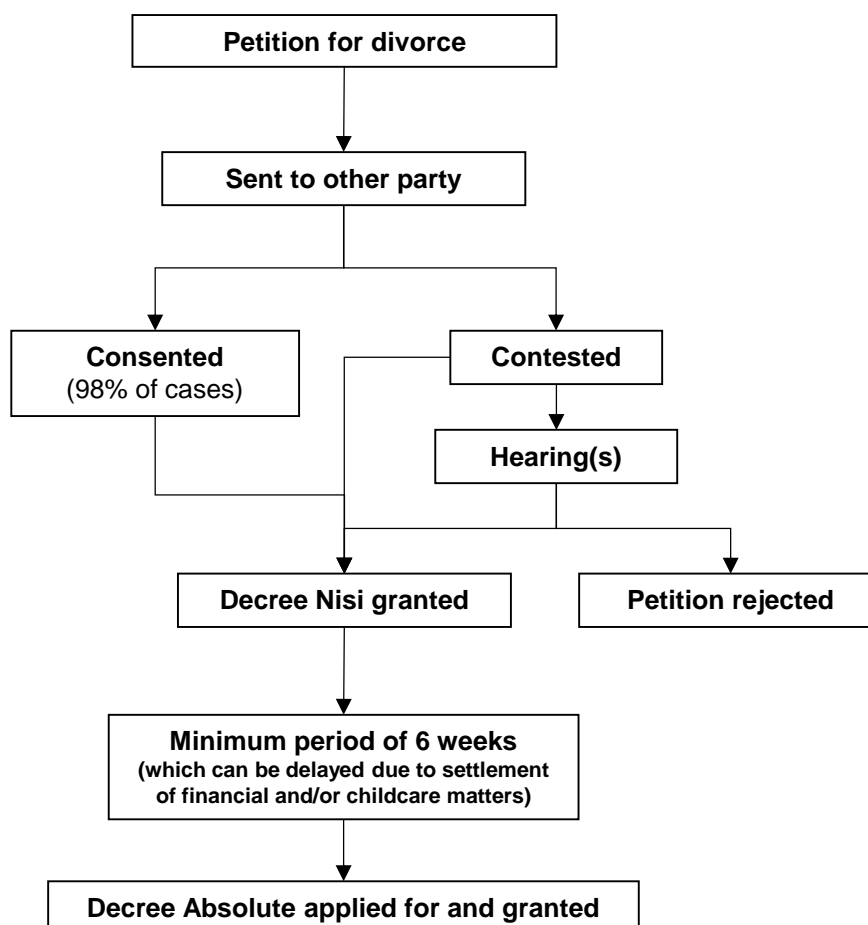 Petition for divorce
Sent to other party
Consented
(98% of cases)
Contested
Hearing(s)
Decree Nisi granted
Petition rejected
Minimum period of 6 weeks
(which can be delayed due to settlement
of financial and/or childcare matters)
Decree Absolute applied for and granted